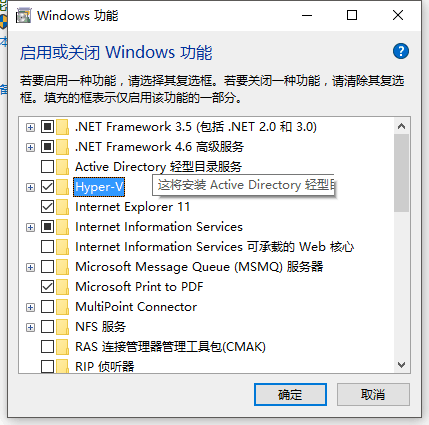 Windows 功能
启用或关闭 Windows 功能
若要启用一种功能，请选择其复选框。若要关闭一种功能，请清除其复选
框。填充的框表示仅启用该功能的一部分。
.NET Framework 3.5 (包括 .NET 2.0 和 3.0)
.NET Framework 4.6 高级服务
Active Directory 轻型目录服务
Hyper-V
这将安装 Active Directory 轻型目
Internet Explorer 11
Internet Information Services
Internet Information Services 可承载的 Web 核心
Microsoft Message Queue (MSMQ) 服务器
Microsoft Print to PDF
MultiPoint Connector
NFS 服务
RAS 连接管理器管理工具包(CMAK)
RIP 侦听器
确定
取消